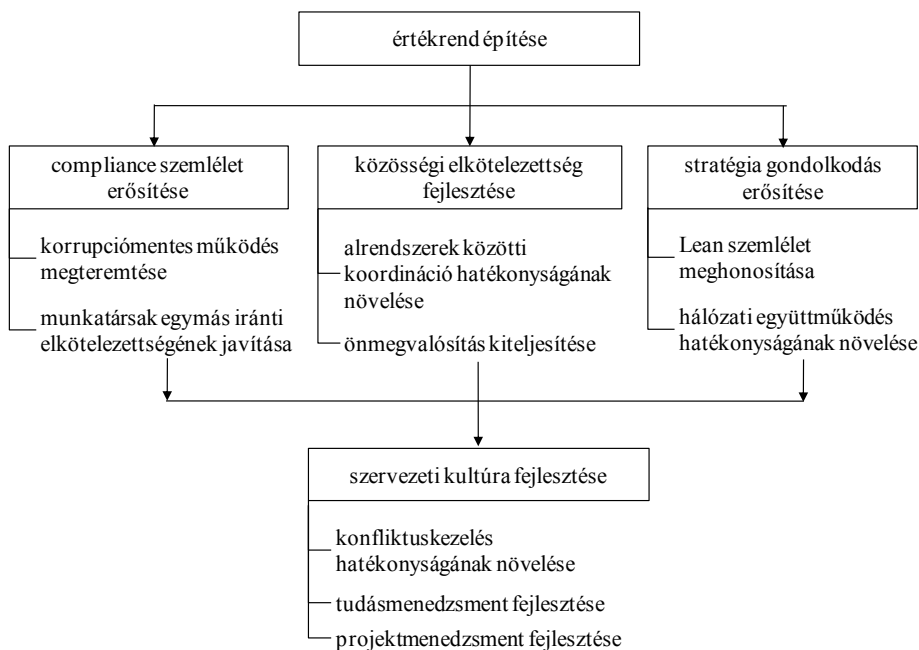 értékrend építése
compliance szemlélet
erősítése
korrupciómentes működés
megteremtése
munkatársak egymás iránti
elkötelezettségének javítása
közösségi elkötelezettség
fejlesztése
alrendszerek közötti
koordináció hatékonyságának
növelése
önmegvalósítás kiteljesítése
stratégia gondolkodás
erősítése
Lean szemlélet
meghonosítása
hálózati együttműködés
hatékonyságának növelése
szervezeti kultúra fejlesztése
konfliktuskezelés
hatékonyságának növelése
tudásmenedzsment fejlesztése
projektmenedzsment fejlesztése